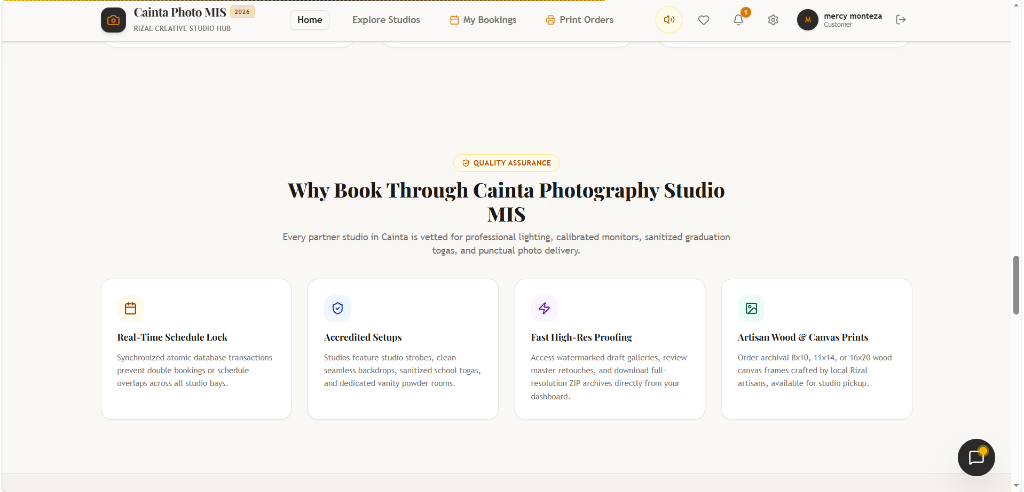 Cainta Photo MIS 2026
RIZAL CREATIVE STUDIO HUB
Home
Explore Studios
My Bookings
Print Orders
1
M
mercy monteza
Customer
QUALITY ASSURANCE
Why Book Through Cainta Photography Studio
MIS
Every partner studio in Cainta is vetted for professional lighting, calibrated monitors, sanitized graduation
togas, and punctual photo delivery.
Real-Time Schedule Lock
Synchronized atomic database transactions
prevent double bookings or schedule
overlaps across all studio bays.
Accredited Setups
Studios feature studio strobes, clean
seamless backdrops, sanitized school togas,
and dedicated vanity powder rooms.
Fast High-Res Proofing
Access watermarked draft galleries, review
master retouches, and download full-
resolution ZIP archives directly from your
dashboard.
Artisan Wood & Canvas Prints
Order archival 8x10, 11x14, or 16x20 wood
canvas frames crafted by local Rizal
artisans, available for studio pickup.